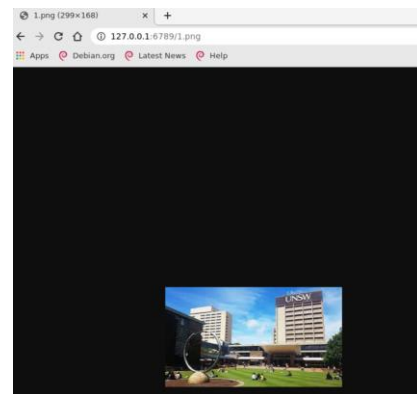 1.png (299×168)
127.0.0.1:6789/1.png
Apps Debian.org Latest News Help
UNSW